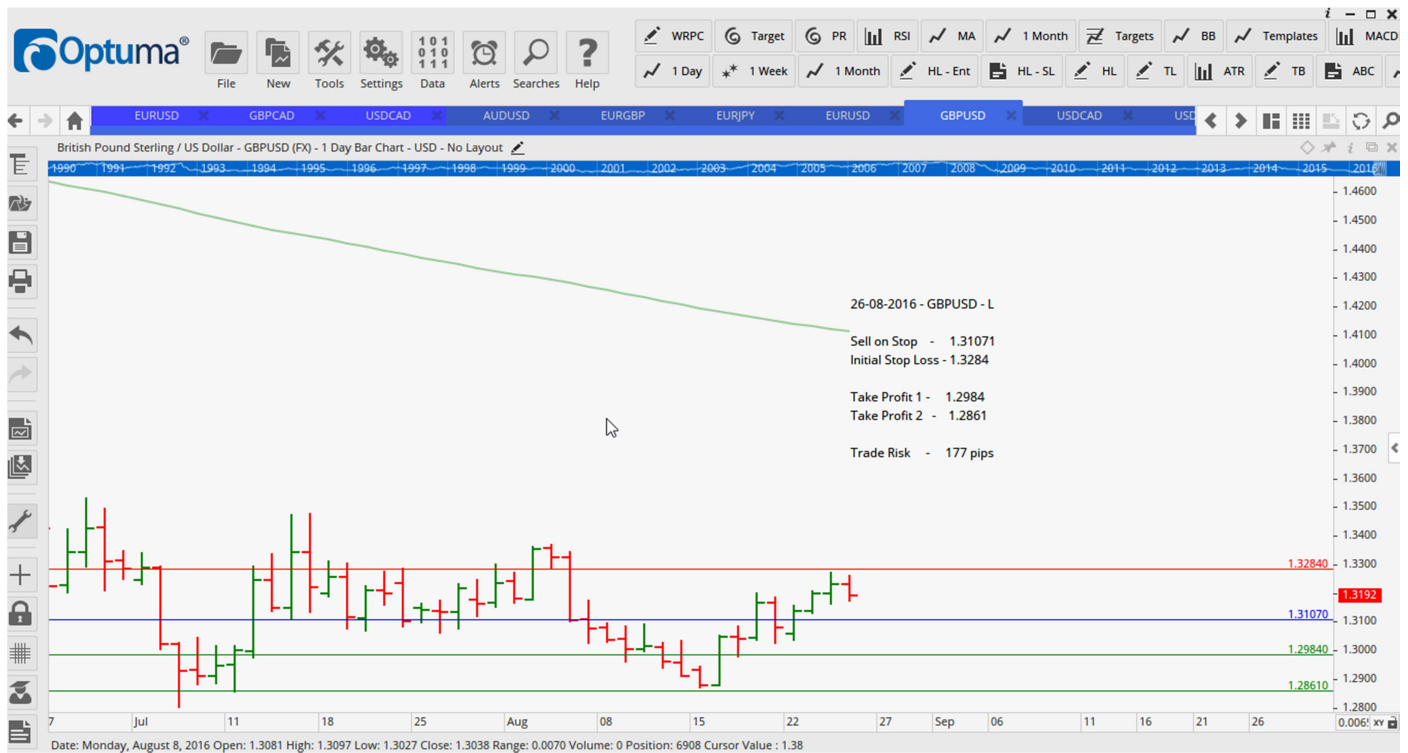 i
Optuma®
File New Tools Settings Data Alerts Searches Help
101
010
111
WRPC Target PR RSI MA 1 Month Targets BB Templates MACD
1 Day 1 Week 1 Month HL - Ent HL - SL HL TL ATR TB ABC
EURUSD GBPCAD USDCAD AUDUSD EURGBP EURJPY EURUSD GBPUSD USDCAD USD
British Pound Sterling / US Dollar - GBPUSD (FX) - 1 Day Bar Chart - USD - No Layout
1990 1991 1992 1993 1994 1995 1996 1997 1998 1999 2000 2001 2002 2003 2004 2005 2006 2007 2008 2009 2010 2011 2012 2013 2014 2015 2016
1.4600
1.4500
1.4400
1.4300
1.4200
1.4100
1.4000
1.3900
1.3800
1.3700
1.3600
1.3500
1.3400
1.3300
1.3192
1.3100
1.3000
1.2900
1.2800
26-08-2016 - GBPUSD - L
Sell on Stop - 1.31071
Initial Stop Loss - 1.3284
Take Profit 1 - 1.2984
Take Profit 2 - 1.2861
Trade Risk - 177 pips
1.32840
1.31070
1.29840
1.28610
7 Jul 11 18 25 Aug 08 15 22 27 Sep 06 11 16 21 26
XY
Date: Monday, August 8, 2016 Open: 1.3081 High: 1.3097 Low: 1.3027 Close: 1.3038 Range: 0.0070 Volume: 0 Position: 6908 Cursor Value : 1.38